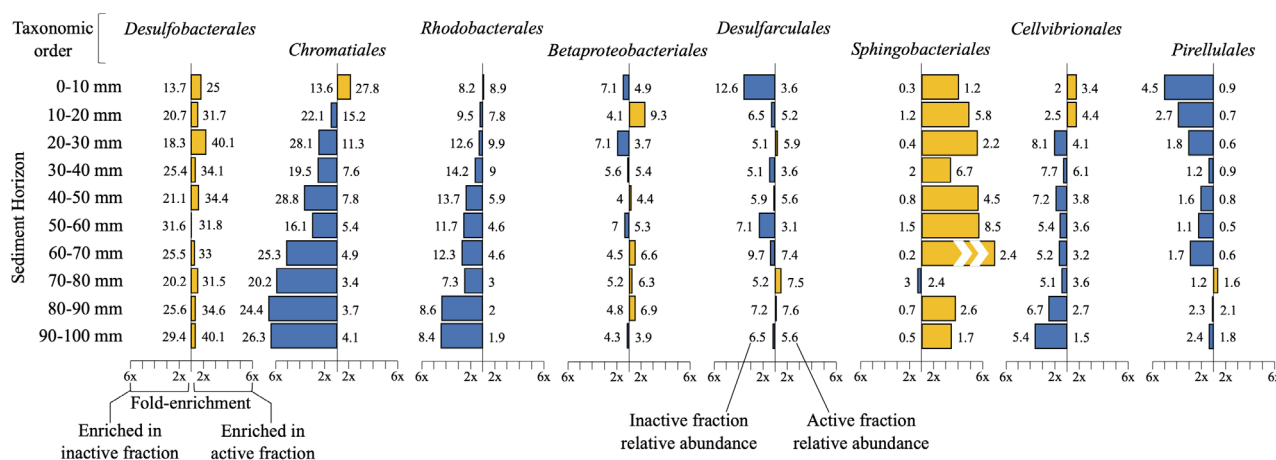 Taxonomic order
Desulfobacterales
Chromatiales
Rhodobacterales
Betaproteobacteriales
Desulfarculales
Sphingobacteriales
Cellvibrionales
Pirellulales
Sediment Horizon
0-10 mm 13.7 25 13.6 27.8 8.2 8.9 7.1 4.9 12.6 3.6 0.3 1.2 2 3.4 4.5 0.9
10-20 mm 20.7 31.7 22.1 15.2 9.5 7.8 4.1 9.3 6.5 5.2 1.2 5.8 2.5 4.4 2.7 0.7
20-30 mm 18.3 40.1 28.1 11.3 12.6 9.9 7.1 3.7 5.1 5.9 0.4 2.2 8.1 4.1 1.8 0.6
30-40 mm 25.4 34.1 19.5 7.6 14.2 9 5.6 5.4 5.1 3.6 2 6.7 7.7 6.1 1.2 0.9
40-50 mm 21.1 34.4 28.8 7.8 13.7 5.9 4 4.4 5.9 5.6 0.8 4.5 7.2 3.8 1.6 0.8
50-60 mm 31.6 31.8 16.1 5.4 11.7 4.6 7 5.3 7.1 3.1 1.5 8.5 5.4 3.6 1.1 0.5
60-70 mm 25.5 33 25.3 4.9 12.3 4.6 4.5 6.6 9.7 7.4 0.2 2.4 5.2 3.2 1.7 0.6
70-80 mm 20.2 31.5 20.2 3.4 7.3 3 5.2 6.3 5.2 7.5 3 2.4 5.1 3.6 1.2 1.6
80-90 mm 25.6 34.6 24.4 3.7 8.6 2 4.8 6.9 7.2 7.6 0.7 2.6 6.7 2.7 2.3 2.1
90-100 mm 29.4 40.1 26.3 4.1 8.4 1.9 4.3 3.9 6.5 5.6 0.5 1.7 5.4 1.5 2.4 1.8
6x 2x 2x 6x 2x 2x 6x 2x 2x 6x 2x 2x 6x 2x 2x 6x 2x 2x 6x 2x 2x 6x 2x 2x 6x
Fold-enrichment
Enriched in
inactive fraction
Enriched in
active fraction
Inactive fraction
relative abundance
Active fraction
relative abundance